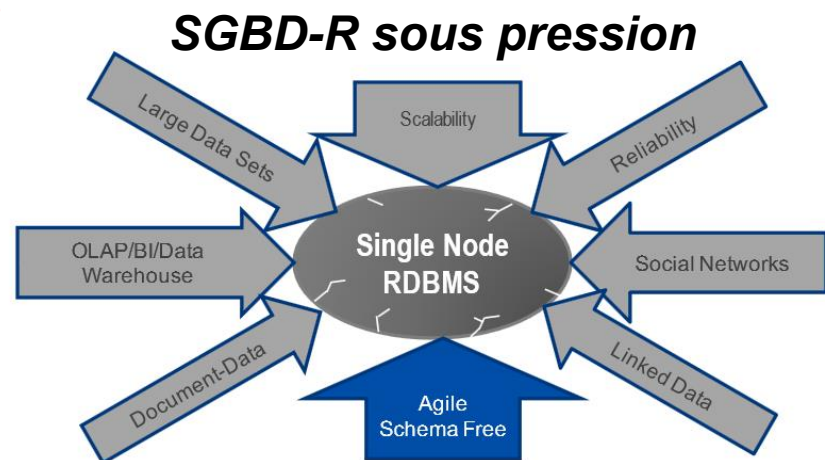 SGBD-R sous pression
Large Data Sets
Scalability
Reliability
OLAP/BI/Data
Warehouse
Single Node
RDBMS
Social Networks
Document-Data
Agile
Schema Free
Linked Data